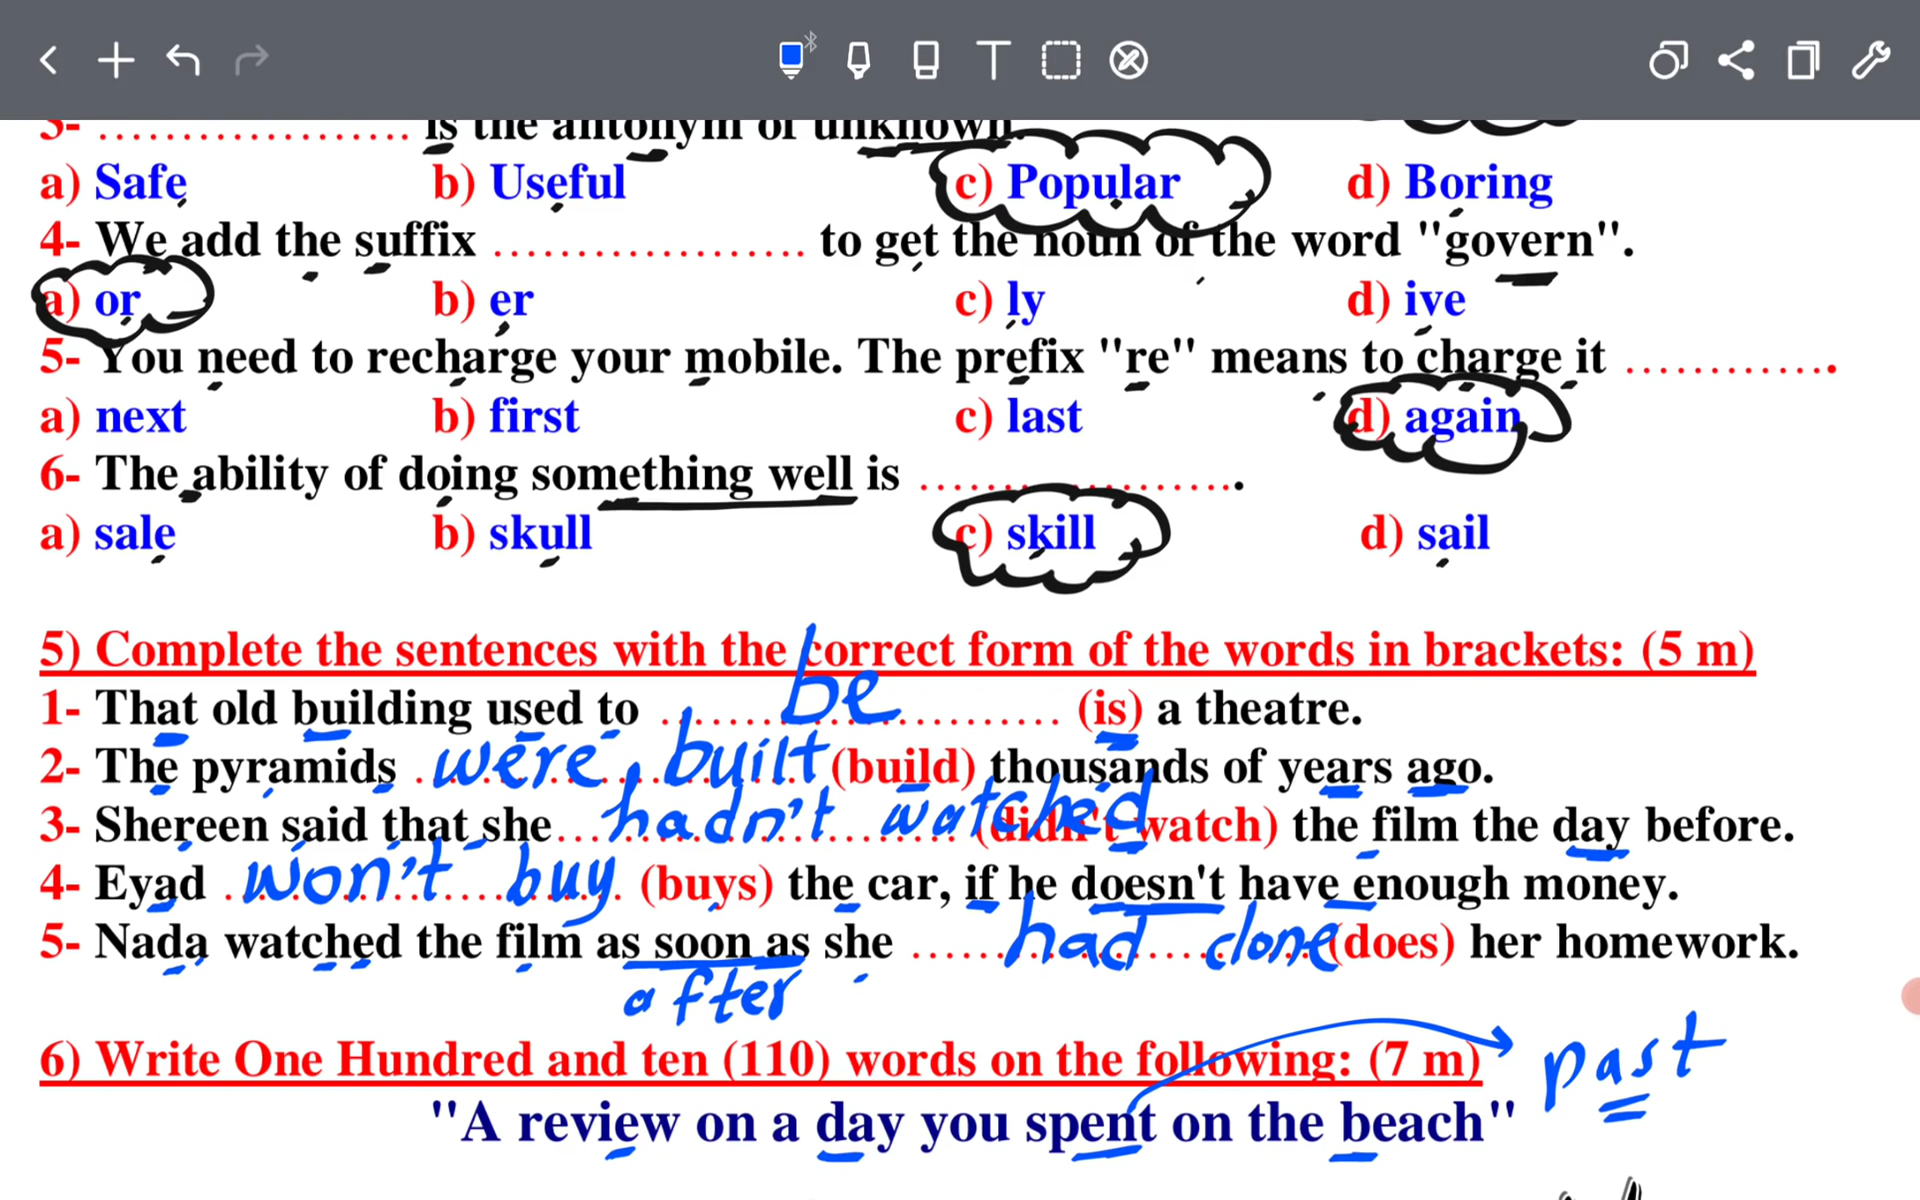 3- ................... is the antonym of unknown.
a) Safe b) Useful c) Popular d) Boring
4- We add the suffix ................... to get the noun of the word "govern".
a) or b) er c) ly d) ive
5- You need to recharge your mobile. The prefix "re" means to charge it .............
a) next b) first c) last d) again
6- The ability of doing something well is ....................
a) sale b) skull c) skill d) sail
5) Complete the sentences with the correct form of the words in brackets: (5 m)
1- That old building used to ...... be .......... (is) a theatre.
2- The pyramids were built (build) thousands of years ago.
3- Shereen said that she... hadn't watched (didn't watch) the film the day before.
4- Eyad won't buy (buys) the car, if he doesn't have enough money.
5- Nada watched the film as soon as she ..... had done (does) her homework.
after
6) Write One Hundred and ten (110) words on the following: (7 m) past
"A review on a day you spent on the beach"